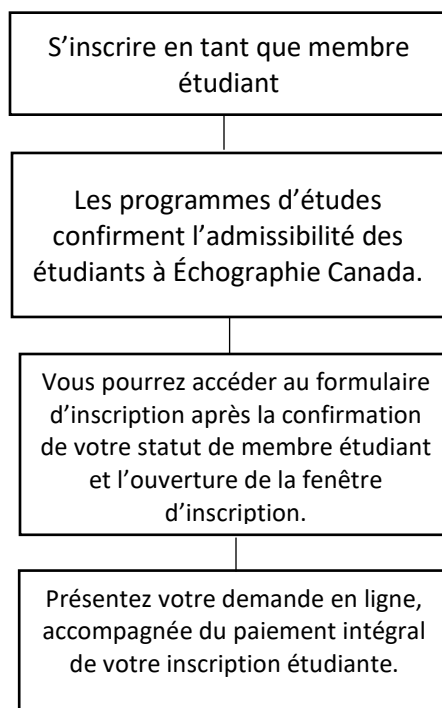 S’inscrire en tant que membre
étudiant
Les programmes d’études
confirment l’admissibilité des
étudiants à Échographie Canada.
Vous pourrez accéder au formulaire
d’inscription après la confirmation
de votre statut de membre étudiant
et l’ouverture de la fenêtre
d’inscription.
Présentez votre demande en ligne,
accompagnée du paiement intégral
de votre inscription étudiante.